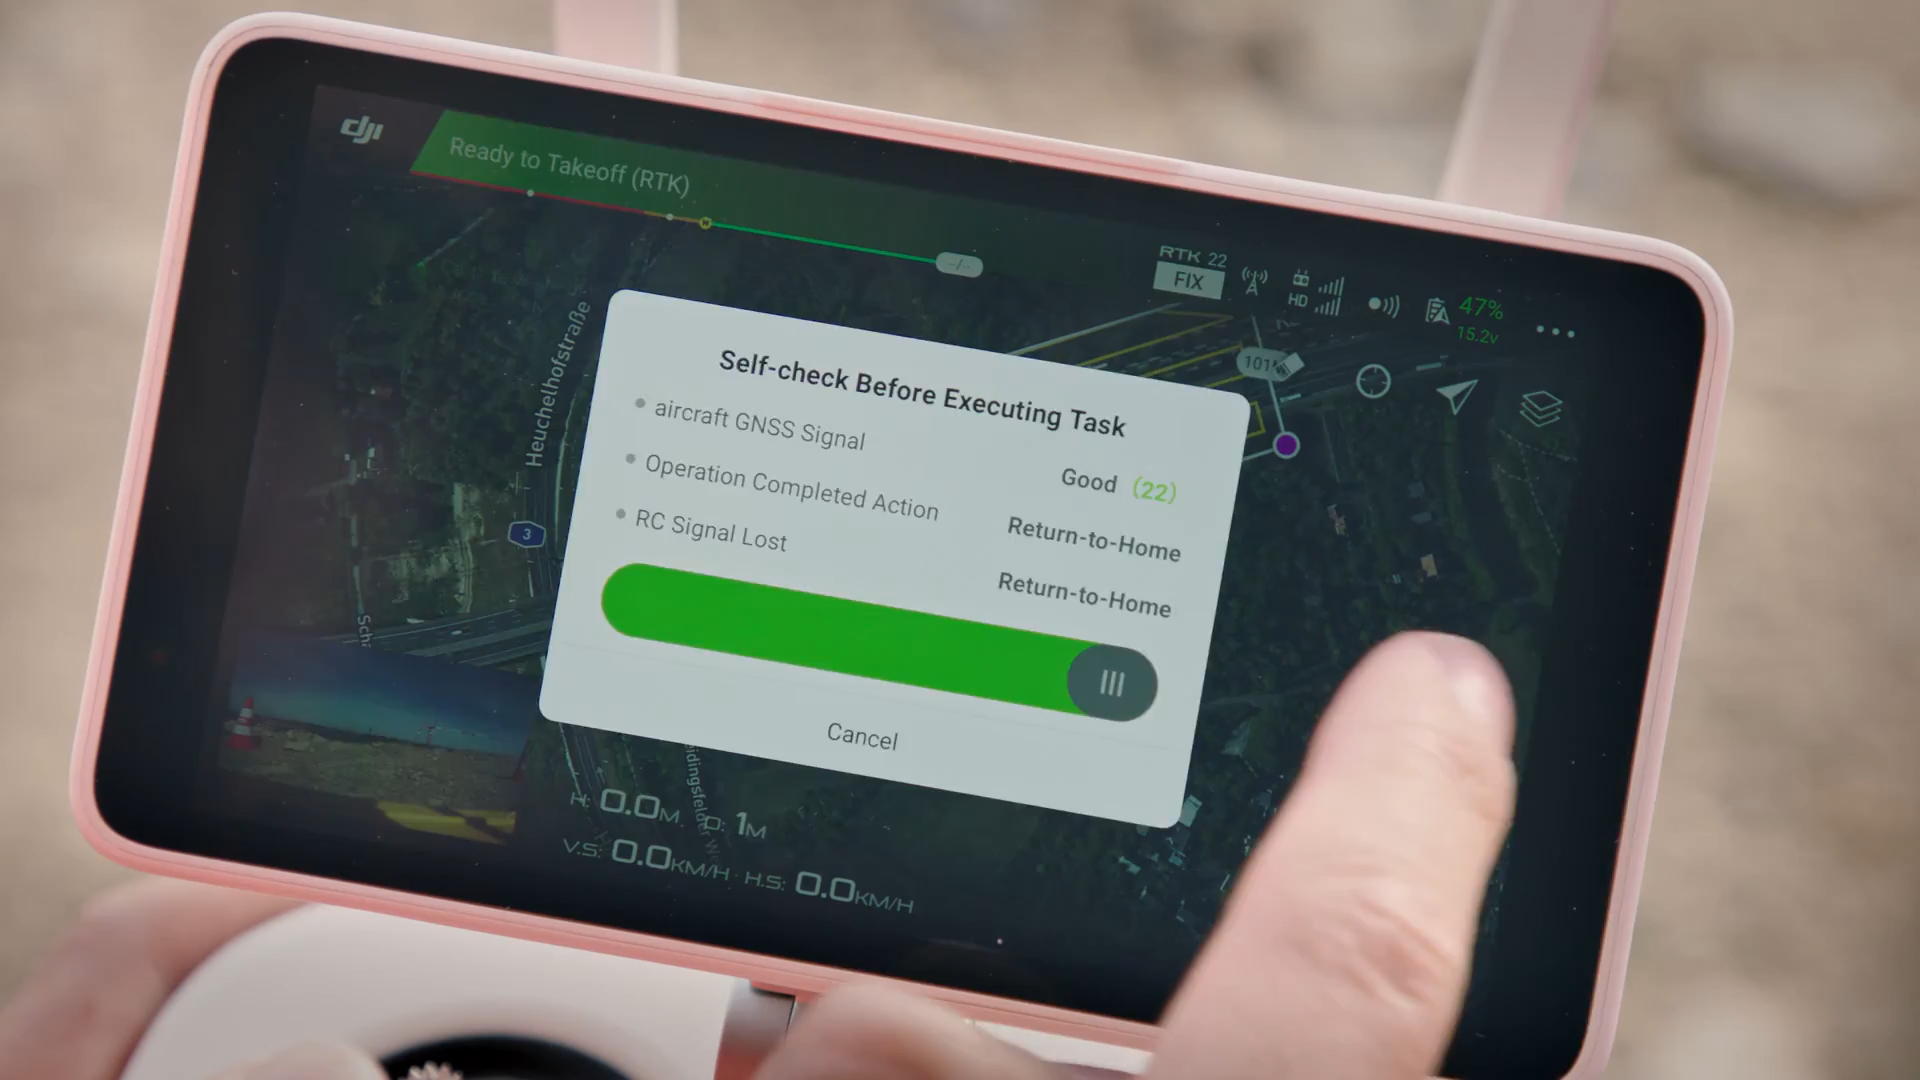 dji
Ready to Takeoff (RTK)
-/--
RTK 22
FIX
HD
47%
15.2v
Heuchelhofstraße
101
3
Self-check Before Executing Task
aircraft GNSS Signal
Good (22)
Operation Completed Action
Return-to-Home
RC Signal Lost
Return-to-Home
Cancel
H: 0.0M
D: 1M
V.S: 0.0KM/H
H.S: 0.0KM/H